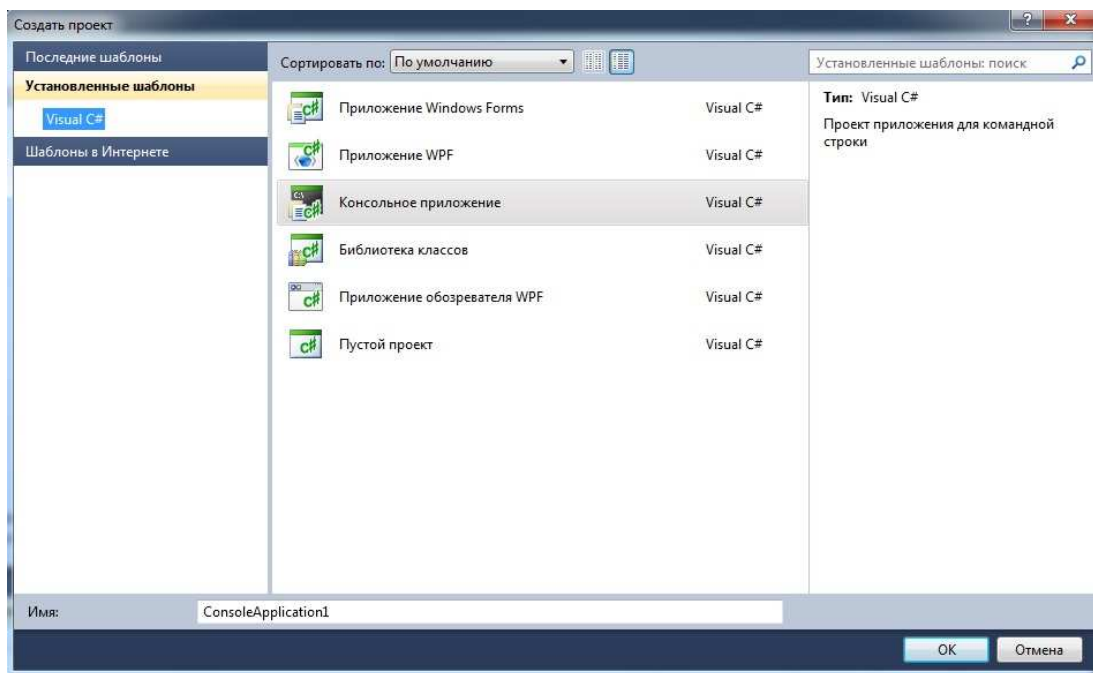 Создать проект
Последние шаблоны
Установленные шаблоны
Visual C#
Шаблоны в Интернете
Сортировать по: По умолчанию
Приложение Windows Forms Visual C#
Приложение WPF Visual C#
Консольное приложение Visual C#
Библиотека классов Visual C#
Приложение обозревателя WPF Visual C#
Пустой проект Visual C#
Установленные шаблоны: поиск
Тип: Visual C#
Проект приложения для командной
строки
Имя: ConsoleApplication1
OK Отмена